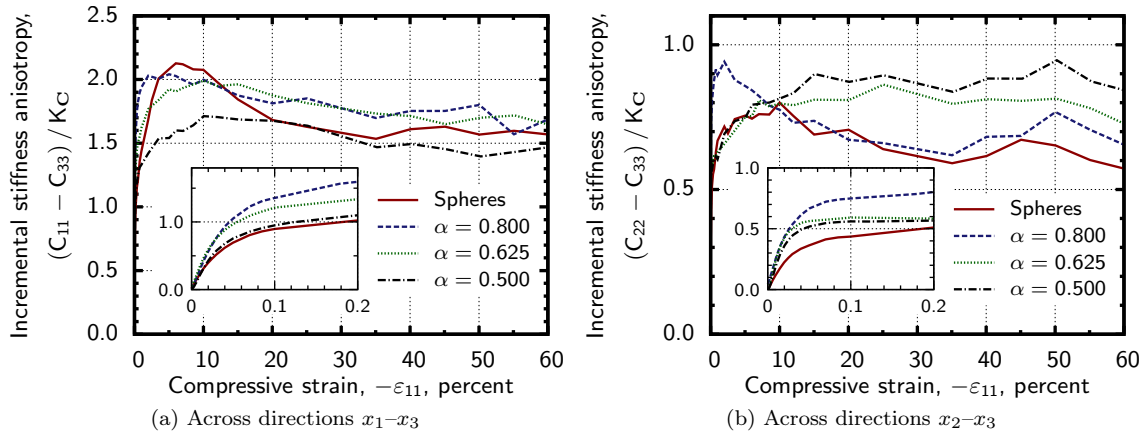 Incremental stiffness anisotropy,
(C11 − C33) / KC
2.5
2.0
1.5
1.0
0.5
0.0
0 10 20 30 40 50 60
Compressive strain, −ε11, percent
1.0
0.0
0 0.1 0.2
Spheres
α = 0.800
α = 0.625
α = 0.500
(a) Across directions x1–x3
Incremental stiffness anisotropy,
(C22 − C33) / KC
1.0
0.5
0.0
0 10 20 30 40 50 60
Compressive strain, −ε11, percent
1.0
0.5
0.0
0 0.1 0.2
Spheres
α = 0.800
α = 0.625
α = 0.500
(b) Across directions x2–x3